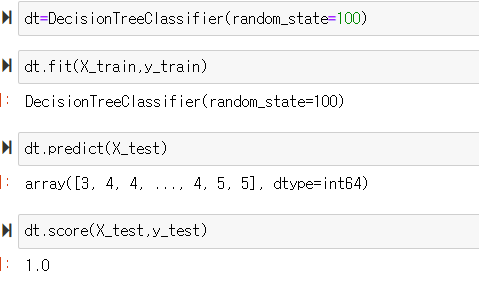 dt=DecisionTreeClassifier(random_state=100)
dt.fit(X_train,y_train)
DecisionTreeClassifier(random_state=100)
dt.predict(X_test)
array([3, 4, 4, ..., 4, 5, 5], dtype=int64)
dt.score(X_test,y_test)
1.0